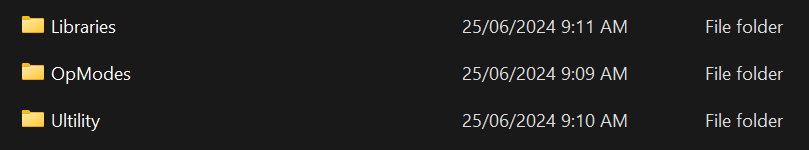 Libraries 25/06/2024 9:11 AM File folder
OpModes 25/06/2024 9:09 AM File folder
Ultility 25/06/2024 9:10 AM File folder